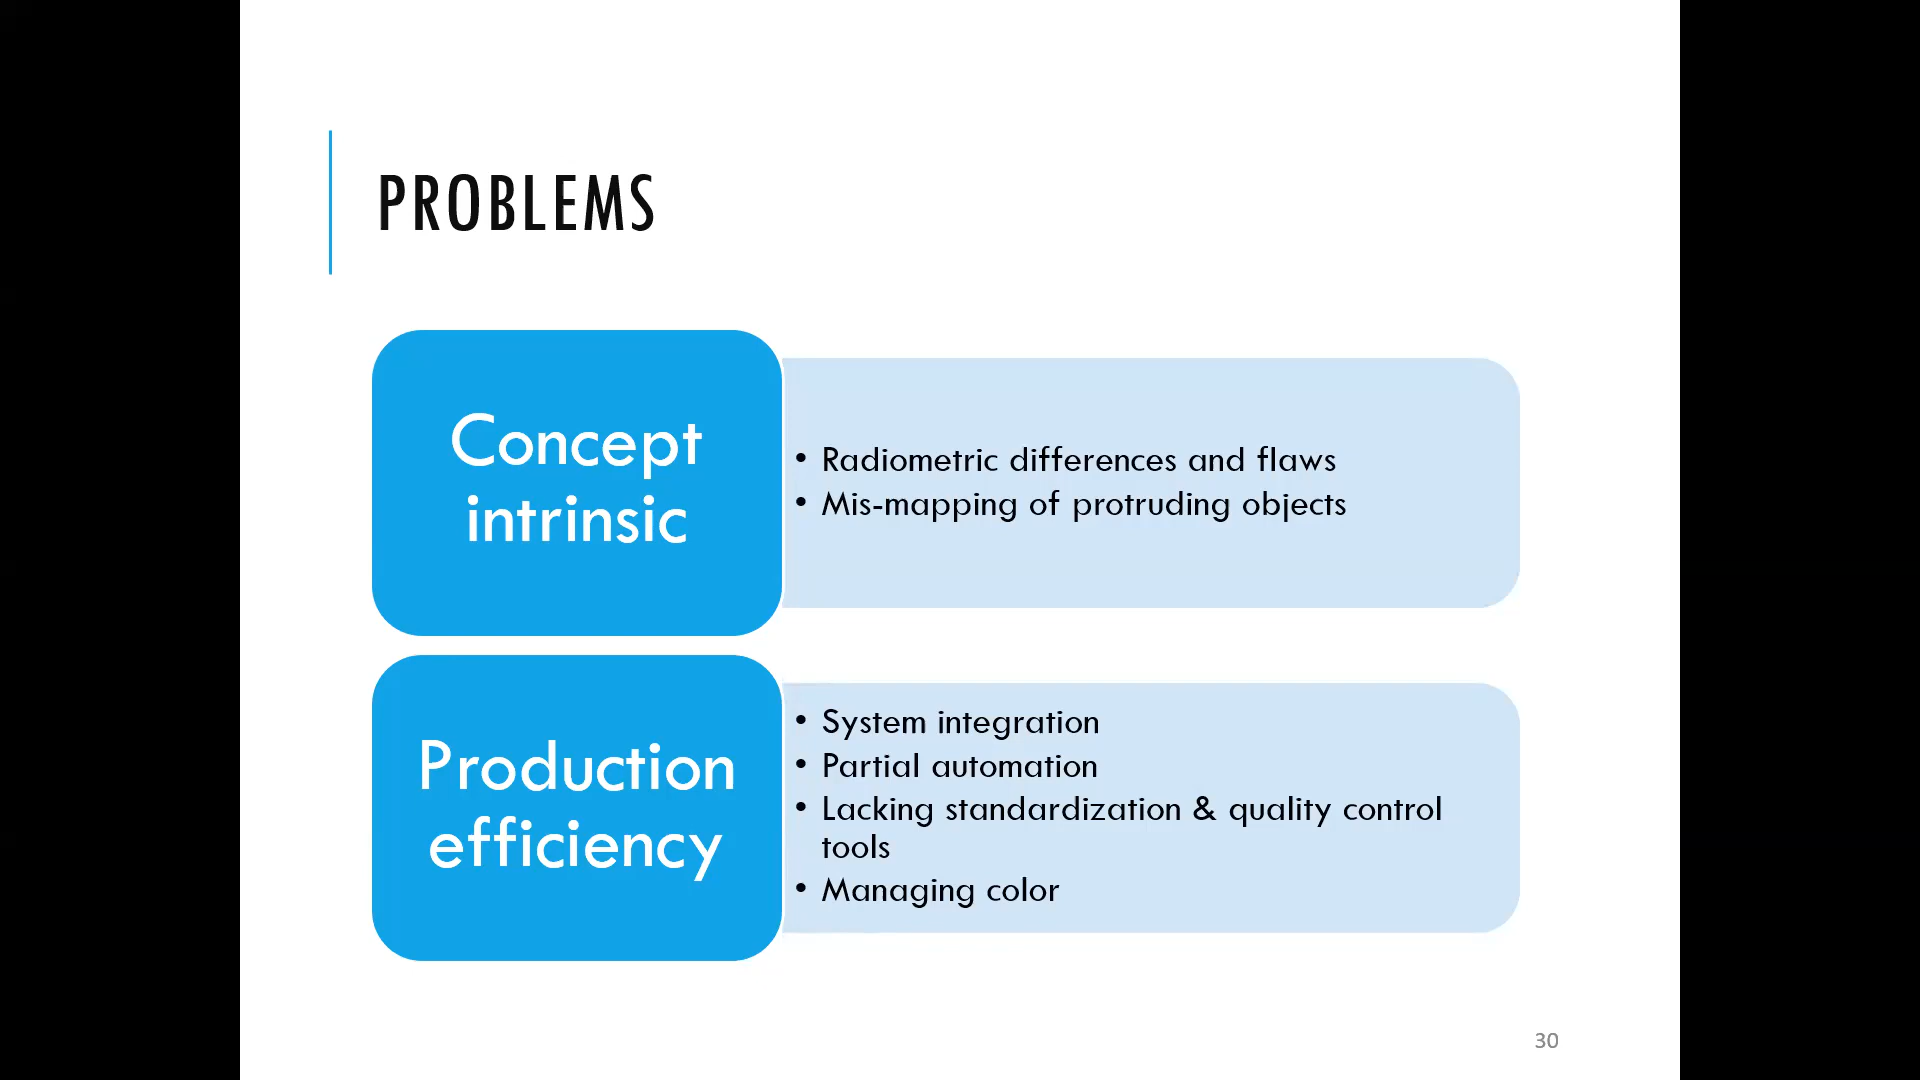 PROBLEMS
Concept
intrinsic
• Radiometric differences and flaws
• Mis-mapping of protruding objects
Production
efficiency
• System integration
• Partial automation
• Lacking standardization & quality control
tools
• Managing color
30